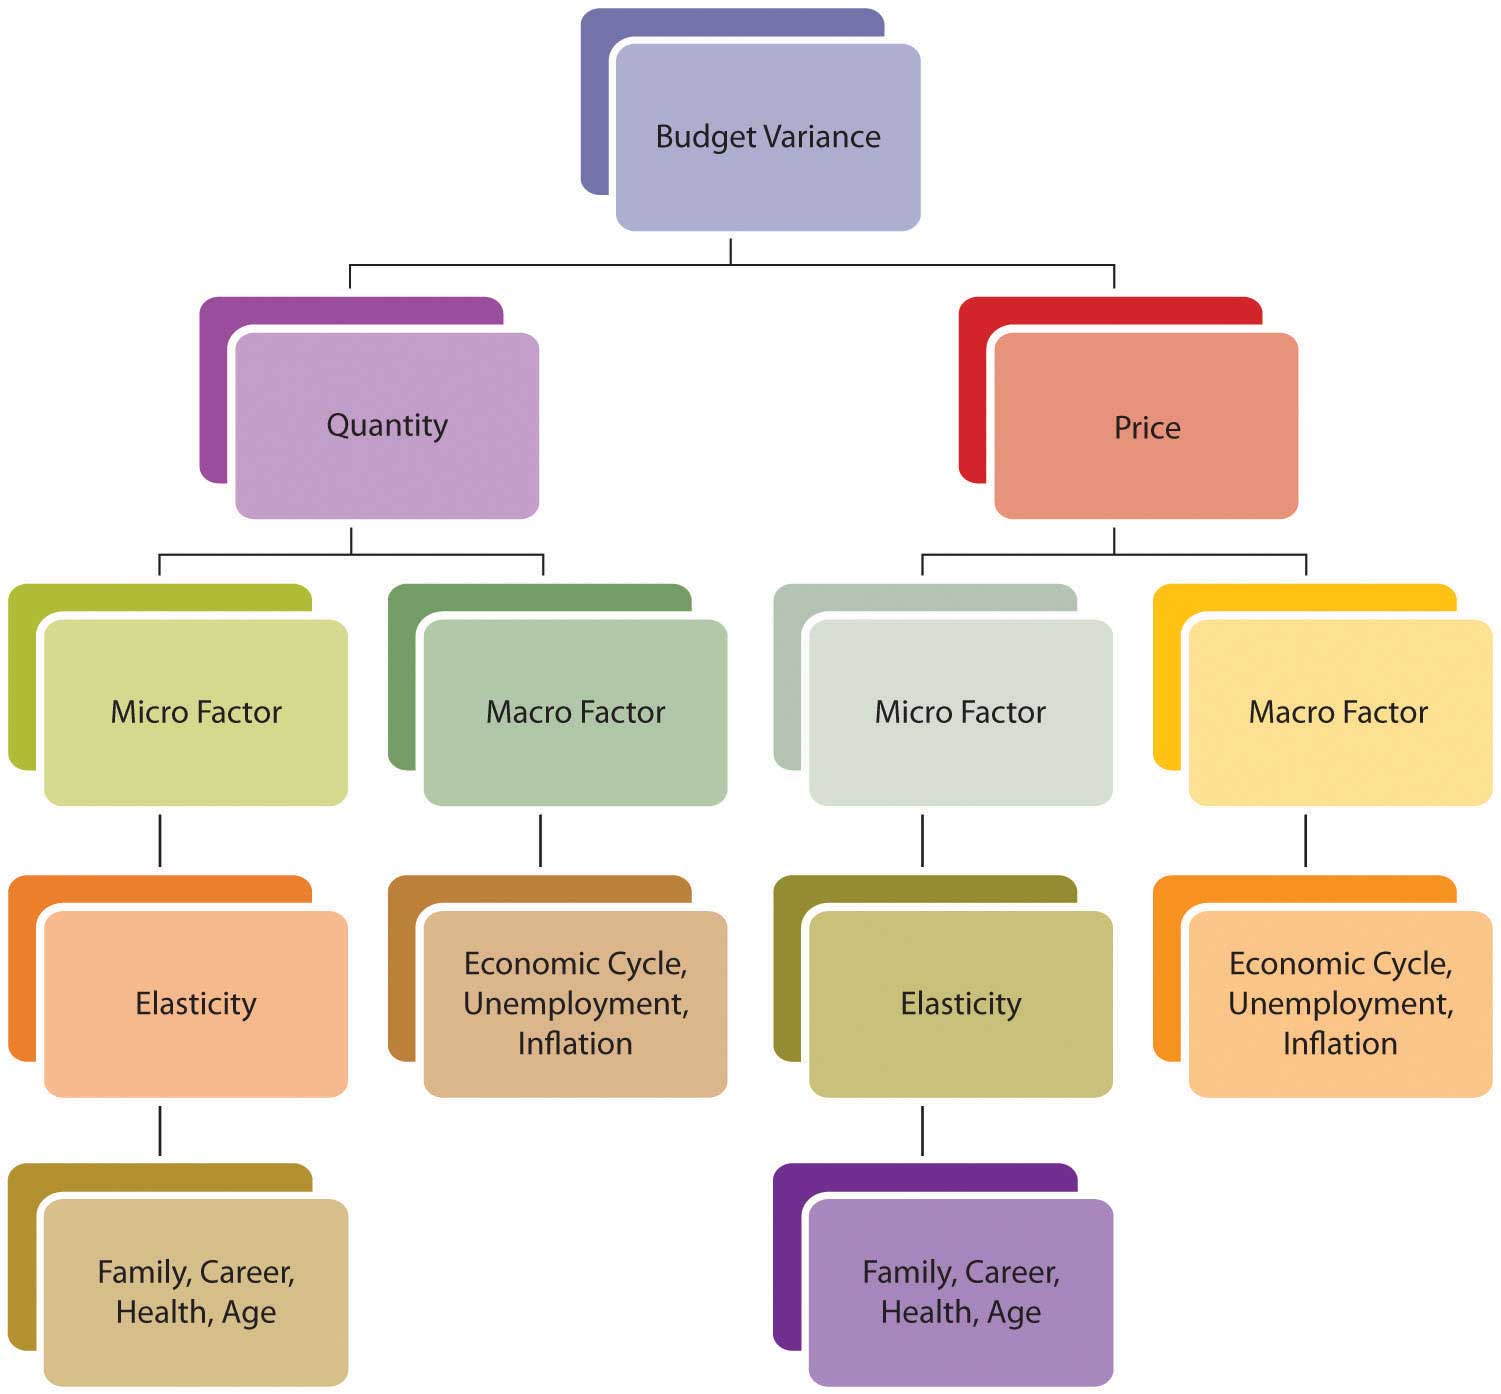 Budget Variance
Quantity
Price
Micro Factor
Macro Factor
Micro Factor
Macro Factor
Elasticity
Economic Cycle,
Unemployment,
Inflation
Elasticity
Economic Cycle,
Unemployment,
Inflation
Family, Career,
Health, Age
Family, Career,
Health, Age